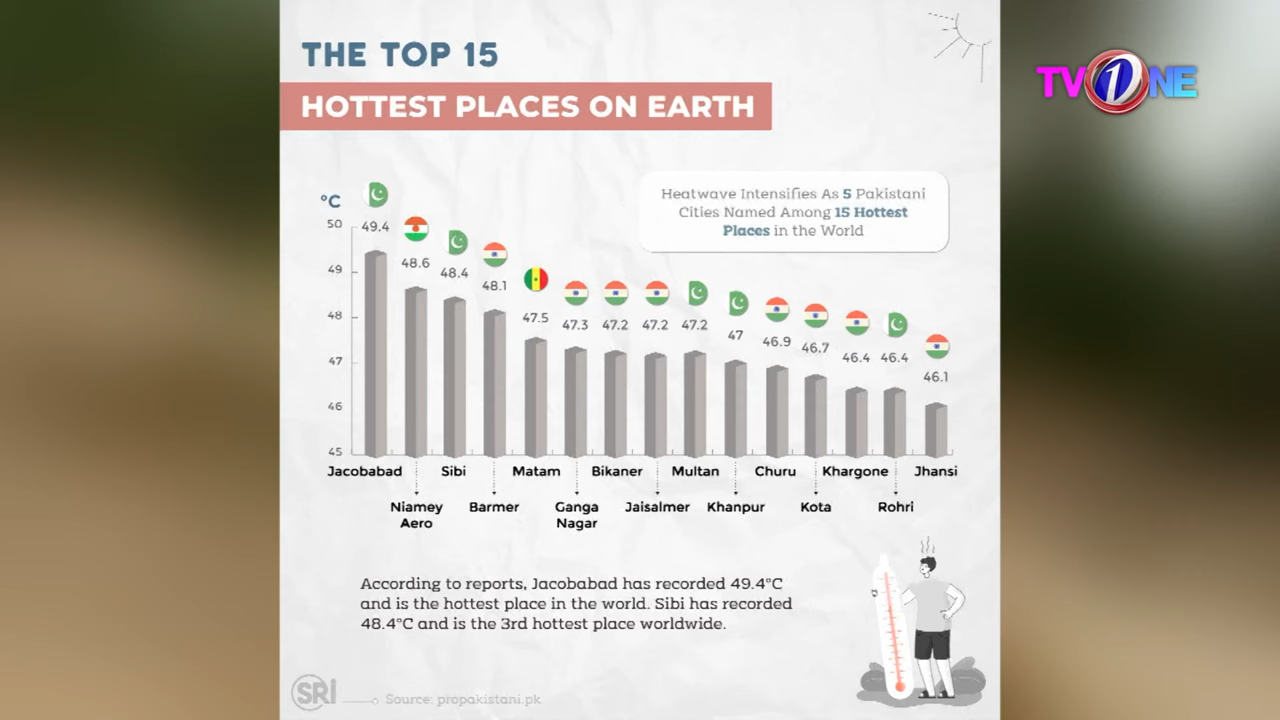 THE TOP 15
HOTTEST PLACES ON EARTH
TV1NE
Heatwave Intensifies As 5 Pakistani
Cities Named Among 15 Hottest
Places in the World
°C
50
49
48
47
46
45
49.4
48.6
48.4
48.1
47.5
47.3
47.2
47.2
47.2
47
46.9
46.7
46.4
46.4
46.1
Jacobabad
Niamey
Aero
Sibi
Barmer
Matam
Ganga
Nagar
Bikaner
Jaisalmer
Multan
Khanpur
Churu
Kota
Khargone
Rohri
Jhansi
According to reports, Jacobabad has recorded 49.4°C
and is the hottest place in the world. Sibi has recorded
48.4°C and is the 3rd hottest place worldwide.
SRI
Source: propakistani.pk